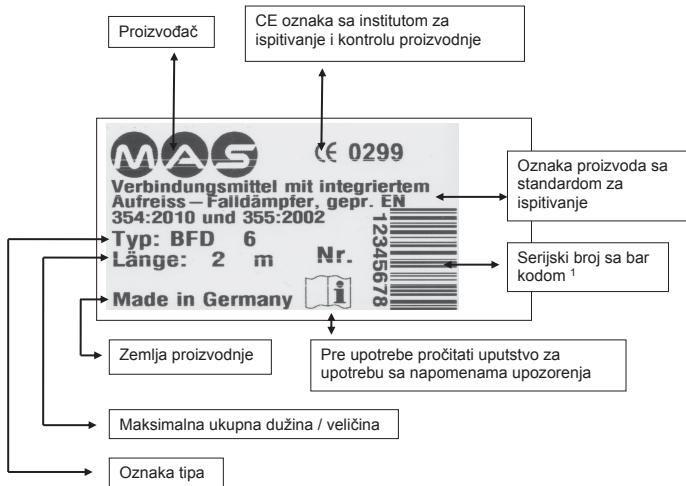 Proizvođač
CE oznaka sa institutom za
ispitivanje i kontrolu proizvodnje
MAS
CE 0299
Verbindungsmittel mit integriertem
Aufreiss – Falldämpfer, gepr. EN
354:2010 und 355:2002
Typ: BFD 6
Länge: 2 m
Nr.
12345678
Made in Germany
i
Oznaka proizvoda sa
standardom za
ispitivanje
Serijski broj sa bar
kodom 1
Zemlja proizvodnje
Pre upotrebe pročitati uputstvo za
upotrebu sa napomenama upozorenja
Maksimalna ukupna dužina / veličina
Oznaka tipa